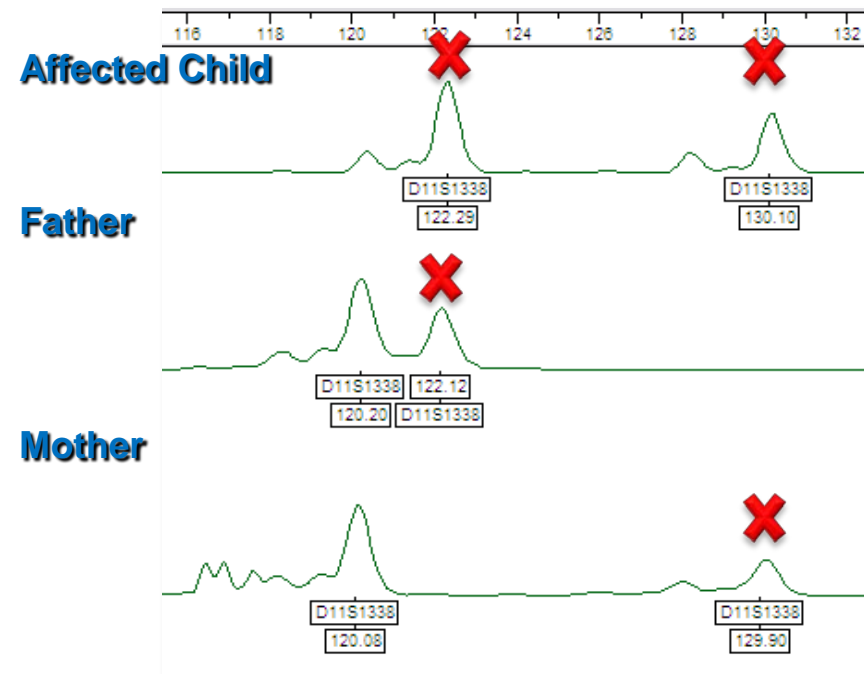 116 118 120 122 124 126 128 130 132
Affected Child
D11S1338 D11S1338
122.29 130.10
Father
D11S1338 122.12
120.20 D11S1338
Mother
D11S1338 D11S1338
120.08 129.90